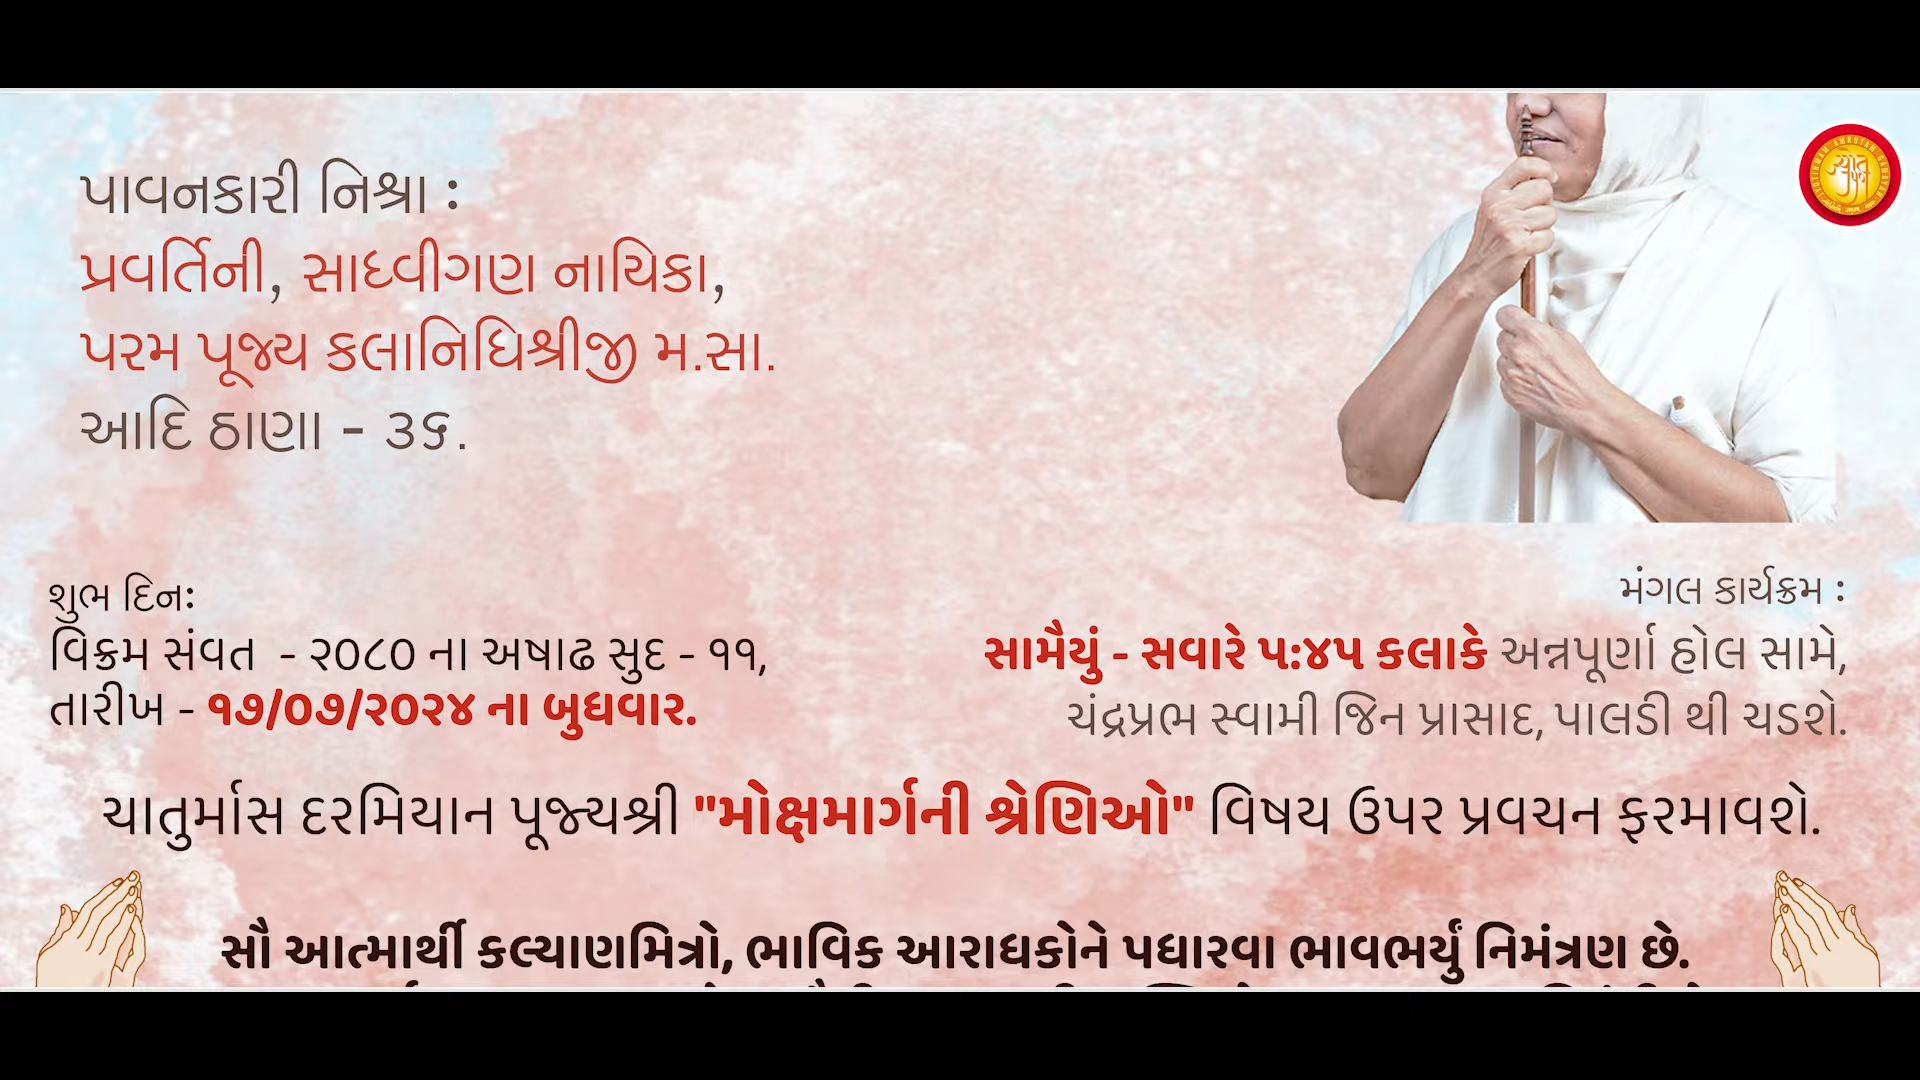 પાવનકારી નિશ્રા :
પ્રવર્તિની, સાધ્વીગણ નાયિકા,
પરમ પૂજ્ય કલાનિધિશ્રીજી મ.સા.
આદિ ઠાણા - ૩૬.
શુભ દિન:
વિક્રમ સંવત - ૨૦૮૦ ના અષાઢ સુદ - ૧૧,
તારીખ - ૧૭/૦૭/૨૦૨૪ ના બુધવાર.
મંગલ કાર્યક્રમ :
સામૈયું - સવારે ૫:૪૫ કલાકે અન્નપૂર્ણા હોલ સામે,
ચંદ્રપ્રભ સ્વામી જિન પ્રાસાદ, પાલડી થી ચડશે.
ચાતુર્માસ દરમિયાન પૂજ્યશ્રી "મોક્ષમાર્ગની શ્રેણિઓ" વિષય ઉપર પ્રવચન ફરમાવશે.
સૌ આત્માર્થી કલ્યાણમિત્રો, ભાવિક આરાધકોને પધારવા ભાવભર્યું નિમંત્રણ છે.